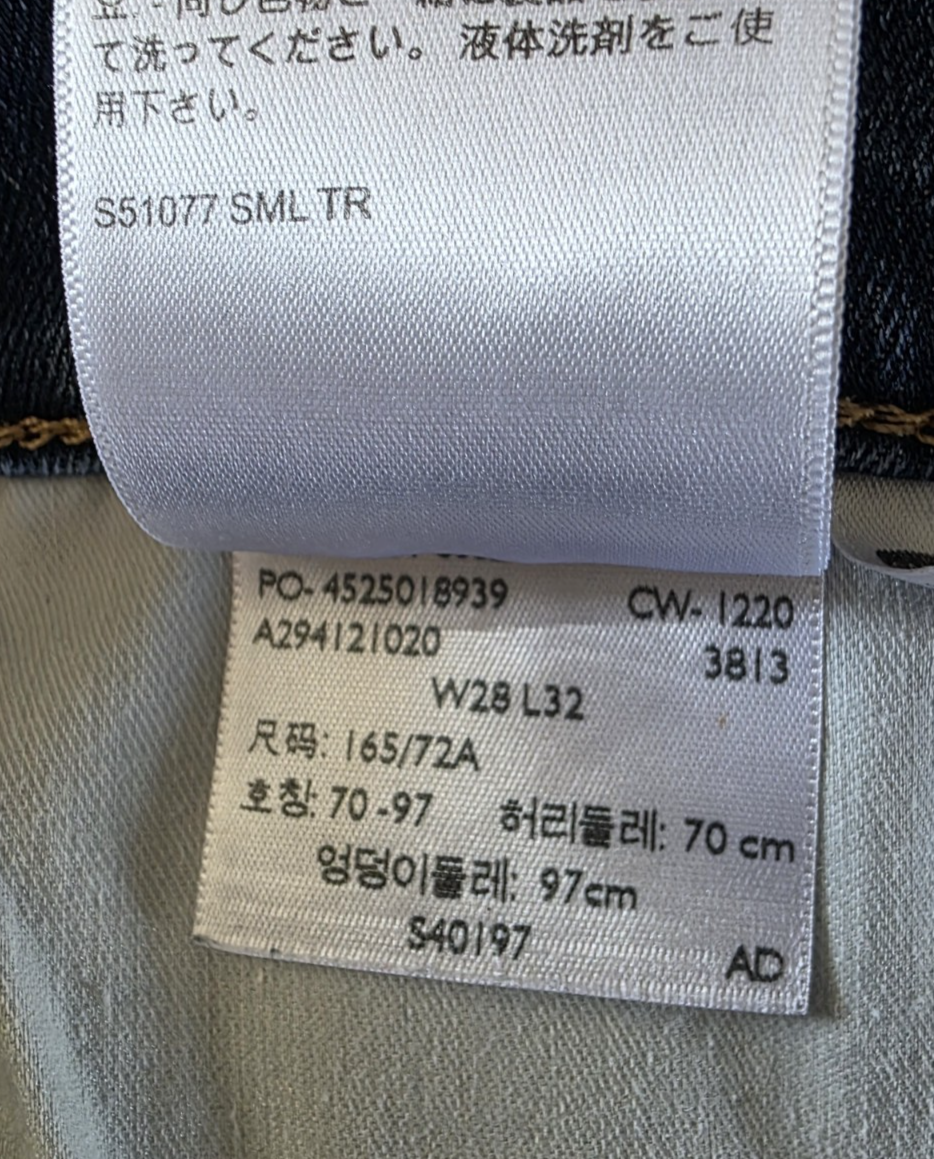 て洗ってください。 液体洗剤をご使
用下さい。
S51077 SML TR
PO- 4525018939 CW- 1220
A294121020 3813
W28 L32
尺码: 165/72A
호칭: 70 -97 허리둘레: 70 cm
엉덩이둘레: 97cm
S40197 AD